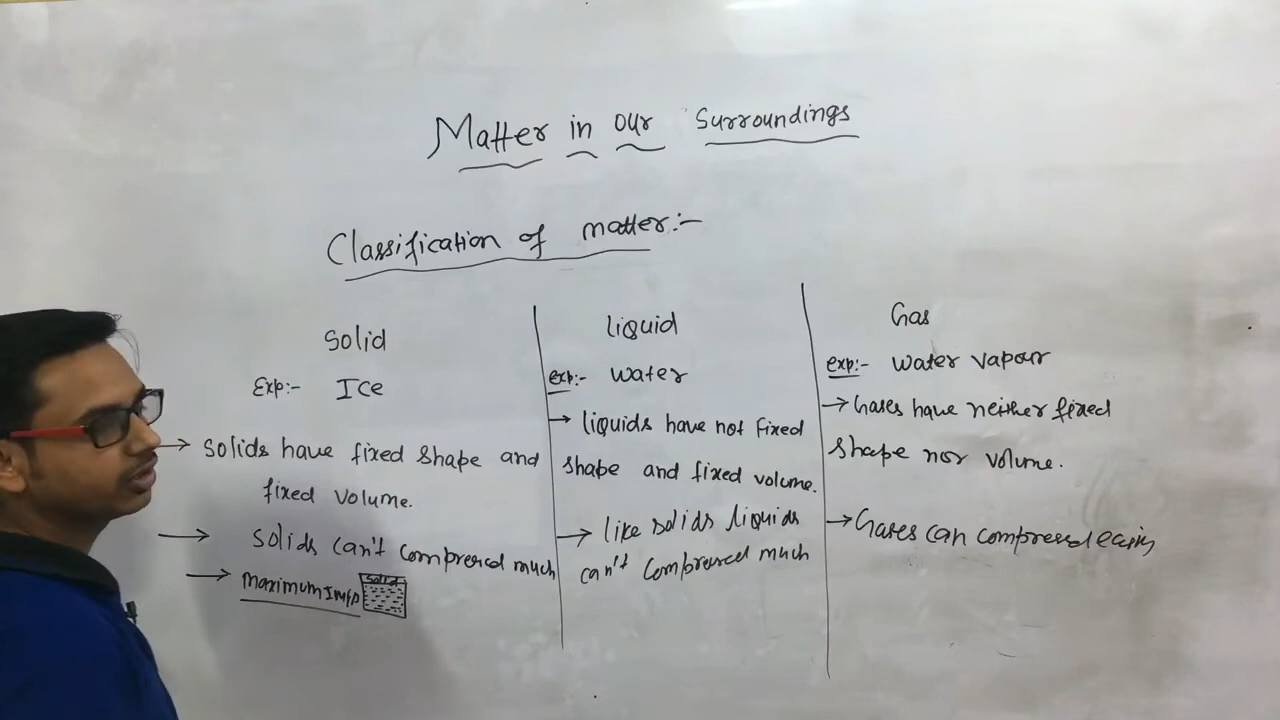 Matter in our Surroundings
Classification of matter:-
Solid
Exp:- Ice
→ solids have fixed shape and
fixed volume.
→ solids can't compressed much
→ maximum
solid
liquid
exp:- water
→ liquids have not fixed
shape and fixed volume.
→ like solids liquids
can't compressed much
Gas
exp:- water vapour
→ Gases have neither fixed
shape nor volume.
→ Gases can compressed easily